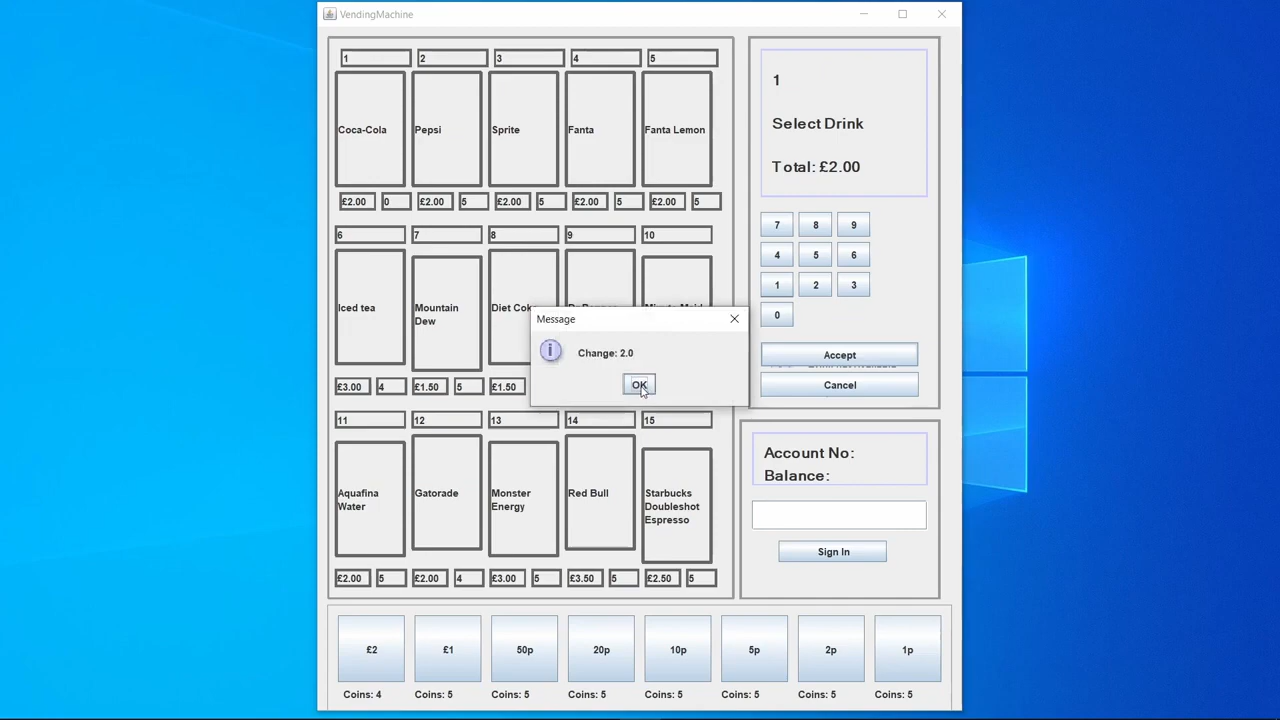 VendingMachine
1
2
3
4
5
Coca-Cola
Pepsi
Sprite
Fanta
Fanta Lemon
£2.00
0
£2.00
5
£2.00
5
£2.00
5
£2.00
5
6
7
8
9
10
Iced tea
Mountain
Dew
Diet Coke
£3.00
4
£1.50
5
£1.50
11
12
13
14
15
Aquafina
Water
Gatorade
Monster
Energy
Red Bull
Starbucks
Doubleshot
Espresso
£2.00
5
£2.00
4
£3.00
5
£3.50
5
£2.50
5
Message
Change: 2.0
OK
1
Select Drink
Total: £2.00
7
8
9
4
5
6
1
2
3
0
Accept
Cancel
Account No:
Balance:
Sign In
£2
£1
50p
20p
10p
5p
2p
1p
Coins: 4
Coins: 5
Coins: 5
Coins: 5
Coins: 5
Coins: 5
Coins: 5
Coins: 5